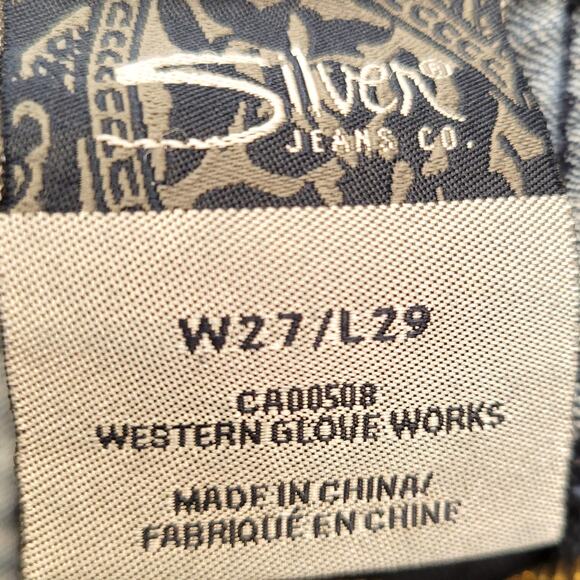 Silver®
JEANS CO.
W27/L29
CA00508
WESTERN GLOVE WORKS
MADE IN CHINA/
FABRIQUÉ EN CHINE